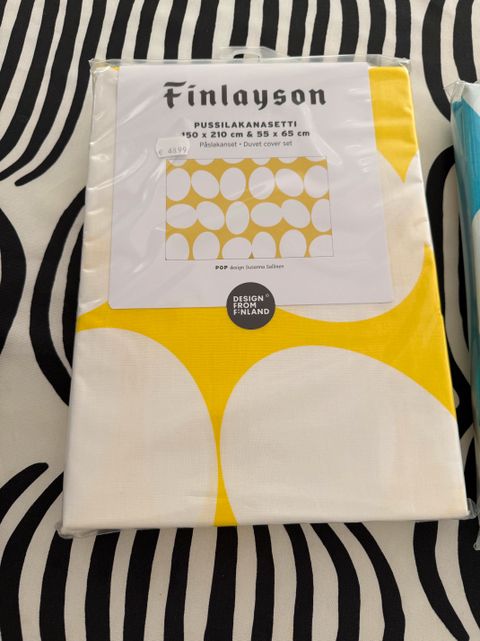 Finlayson
PUSSILAKANASETTI
150 x 210 cm & 55 x 65 cm
Påslakanset • Duvet cover set
€ 48.99
POP design Susanna Sallinen
DESIGN
FROM
FINLAND